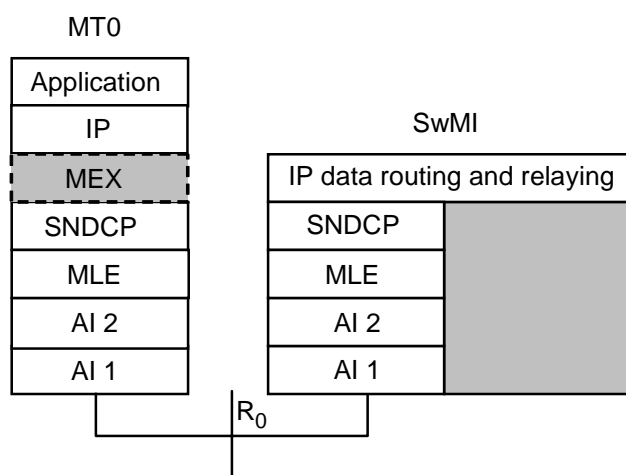 MT0
Application
IP
MEX
SNDCP
MLE
AI 2
AI 1
SwMI
IP data routing and relaying
SNDCP
MLE
AI 2
AI 1
R0